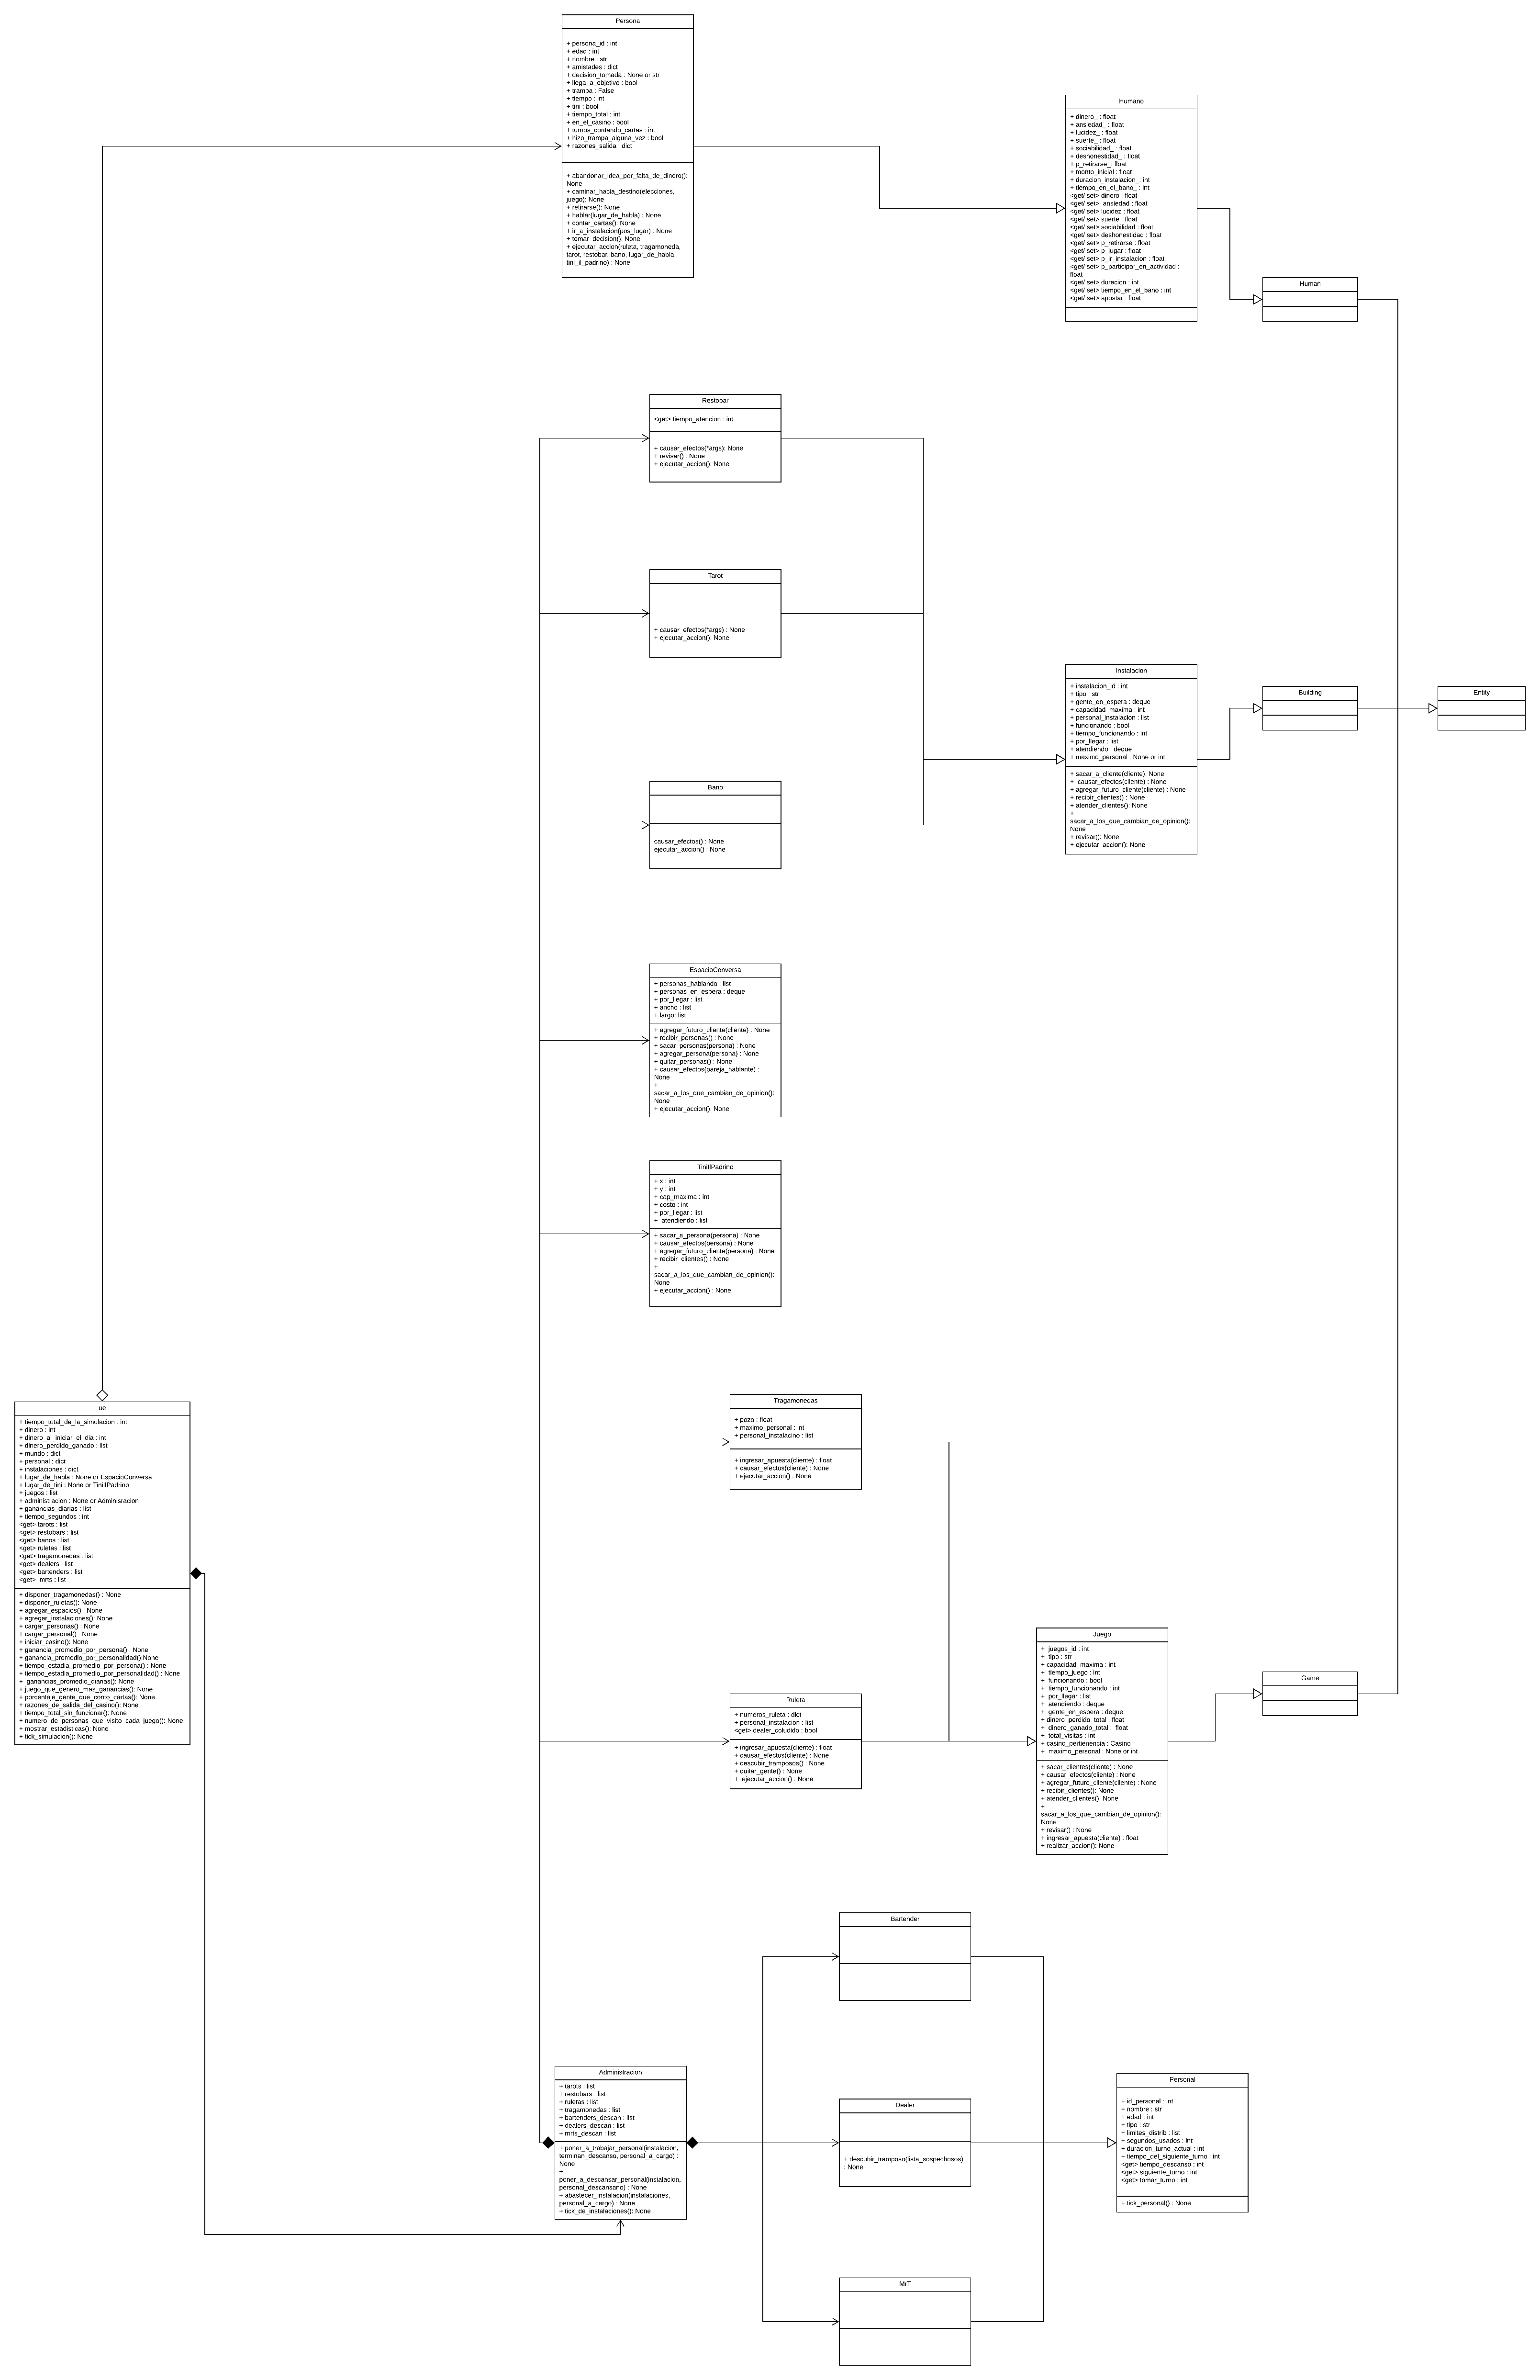 Persona
+ persona_id : int
+ edad : int
+ nombre : str
+ amistades : dict
+ decision_tomada : None or str
+ llega_a_objetivo : bool
+ trampa : False
+ tiempo : int
+ tini : bool
+ tiempo_total : int
+ en_el_casino : bool
+ turnos_contando_cartas : int
+ hizo_trampa_alguna_vez : bool
+ razones_salida : dict
+ abandonar_idea_por_falta_de_dinero():
None
+ caminar_hacia_destino(elecciones,
juego): None
+ retirarse(): None
+ hablar(lugar_de_habla) : None
+ contar_cartas(): None
+ ir_a_instalacion(pos_lugar) : None
+ tomar_decision(): None
+ ejecutar_accion(ruleta, tragamoneda,
tarot, restobar, bano, lugar_de_habla,
tini_il_padrino) : None
Humano
+ dinero_ : float
+ ansiedad_ : float
+ lucidez_ : float
+ suerte_ : float
+ sociabilidad_ : float
+ deshonestidad_ : float
+ p_retirarse_: float
+ monto_inicial : float
+ duracion_instalacion_: int
+ tiempo_en_el_bano_ : int
<get/ set> dinero : float
<get/ set>  ansiedad : float
<get/ set> lucidez : float
<get/ set> suerte : float
<get/ set> sociabilidad : float
<get/ set> deshonestidad : float
<get/ set> p_retirarse : float
<get/ set> p_jugar : float
<get/ set> p_ir_instalacion : float
<get/ set> p_participar_en_actividad :
float
<get/ set> duracion : int
<get/ set> tiempo_en_el_bano : int
<get/ set> apostar : float
Human
Restobar
<get> tiempo_atencion : int
+ causar_efectos(*args): None
+ revisar() : None
+ ejecutar_accion(): None
Tarot
+ causar_efectos(*args) : None
+ ejecutar_accion(): None
Instalacion
+ instalacion_id : int
+ tipo : str
+ gente_en_espera : deque
+ capacidad_maxima : int
+ personal_instalacion : list
+ funcionando : bool
+ tiempo_funcionando : int
+ por_llegar : list
+ atendiendo : deque
+ maximo_personal : None or int
+ sacar_a_cliente(cliente): None
+  causar_efectos(cliente) : None
+ agregar_futuro_cliente(cliente) : None
+ recibir_clientes() : None
+ atender_clientes(): None
+
sacar_a_los_que_cambian_de_opinion():
None
+ revisar(): None
+ ejecutar_accion(): None
Building
Entity
Bano
causar_efectos() : None
ejecutar_accion() : None
EspacioConversa
+ personas_hablando : list
+ personas_en_espera : deque
+ por_llegar : list
+ ancho : list
+ largo: list
+ agregar_futuro_cliente(cliente) : None
+ recibir_personas() : None
+ sacar_personas(persona) : None
+ agregar_persona(persona) : None
+ quitar_personas() : None
+ causar_efectos(pareja_hablante) :
None
+
sacar_a_los_que_cambian_de_opinion():
None
+ ejecutar_accion(): None
TiniIlPadrino
+ x : int
+ y : int
+ cap_maxima : int
+ costo : int
+ por_llegar : list
+  atendiendo : list
+ sacar_a_persona(persona) : None
+ causar_efectos(persona) : None
+ agregar_futuro_cliente(persona) : None
+ recibir_clientes() : None
+
sacar_a_los_que_cambian_de_opinion():
None
+ ejecutar_accion() : None
ue
+ tiempo_total_de_la_simulacion : int
+ dinero : int
+ dinero_al_iniciar_el_dia : int
+ dinero_perdido_ganado : list
+ mundo : dict
+ personal : dict
+ instalaciones : dict
+ lugar_de_habla : None or EspacioConversa
+ lugar_de_tini : None or TiniIlPadrino
+ juegos : list
+ administracion : None or Adminisracion
+ ganancias_diarias : list
+ tiempo_segundos : int
<get> tarots : list
<get> restobars : list
<get> banos : list
<get> ruletas : list
<get> tragamonedas : list
<get> dealers : list
<get> bartenders : list
<get>  mrts : list
+ disponer_tragamonedas() : None
+ disponer_ruletas(): None
+ agregar_espacios() : None
+ agregar_instalaciones(): None
+ cargar_personas() : None
+ cargar_personal() : None
+ iniciar_casino(): None
+ ganancia_promedio_por_persona() : None
+ ganancia_promedio_por_personalidad():None
+ tiempo_estadia_promedio_por_persona() : None
+ tiempo_estadia_promedio_por_personalidad() : None
+  ganancias_promedio_diarias(): None
+ juego_que_genero_mas_ganancias(): None
+ porcentaje_gente_que_conto_cartas(): None
+ razones_de_salida_del_casino(): None
+ tiempo_total_sin_funcionar(): None
+ numero_de_personas_que_visito_cada_juego(): None
+ mostrar_estadisticas(): None
+ tick_simulacion(): None
Tragamonedas
+ pozo : float
+ maximo_personal : int
+ personal_instalacino : list
+ ingresar_apuesta(cliente) : float
+ causar_efectos(cliente) : None
+ ejecutar_accion() : None
Ruleta
+ numeros_ruleta : dict
+ personal_instalacion : list
<get> dealer_coludido : bool
+ ingresar_apuesta(cliente) : float
+ causar_efectos(cliente) : None
+ descubir_tramposos() : None
+ quitar_gente() : None
+  ejecutar_accion() : None
Juego
+  juegos_id : int
+  tipo : str
+ capacidad_maxima : int
+  tiempo_juego : int
+  funcionando : bool
+  tiempo_funcionando : int
+  por_llegar : list
+  atendiendo : deque
+  gente_en_espera : deque
+ dinero_perdido_total : float
+  dinero_ganado_total :  float
+  total_visitas : int
+ casino_pertienencia : Casino
+  maximo_personal : None or int
+ sacar_clientes(cliente) : None
+ causar_efectos(cliente) : None
+ agregar_futuro_cliente(cliente) : None
+ recibir_clientes(): None
+ atender_clientes(): None
+
sacar_a_los_que_cambian_de_opinion():
None
+ revisar() : None
+ ingresar_apuesta(cliente) : float
+ realizar_accion(): None
Game
Bartender
Administracion
+ tarots : list
+ restobars : list
+ ruletas : list
+ tragamonedas : list
+ bartenders_descan : list
+ dealers_descan : list
+ mrts_descan : list
+ poner_a_trabajar_personal(instalacion,
terminan_descanso, personal_a_cargo) :
None
+
poner_a_descansar_personal(instalacion,
personal_descansano) : None
+ abastecer_instalacion(instalaciones,
personal_a_cargo) : None
+ tick_de_instalaciones(): None
Dealer
+ descubir_tramposo(lista_sospechosos)
: None
Personal
+ id_personal : int
+ nombre : str
+ edad : int
+ tipo : str
+ limites_distrib : list
+ segundos_usados : int
+ duracion_turno_actual : int
+ tiempo_del_siguiente_turno : int
<get> tiempo_descanso : int
<get> siguiente_turno : int
<get> tomar_turno : int
+ tick_personal() : None
MrT